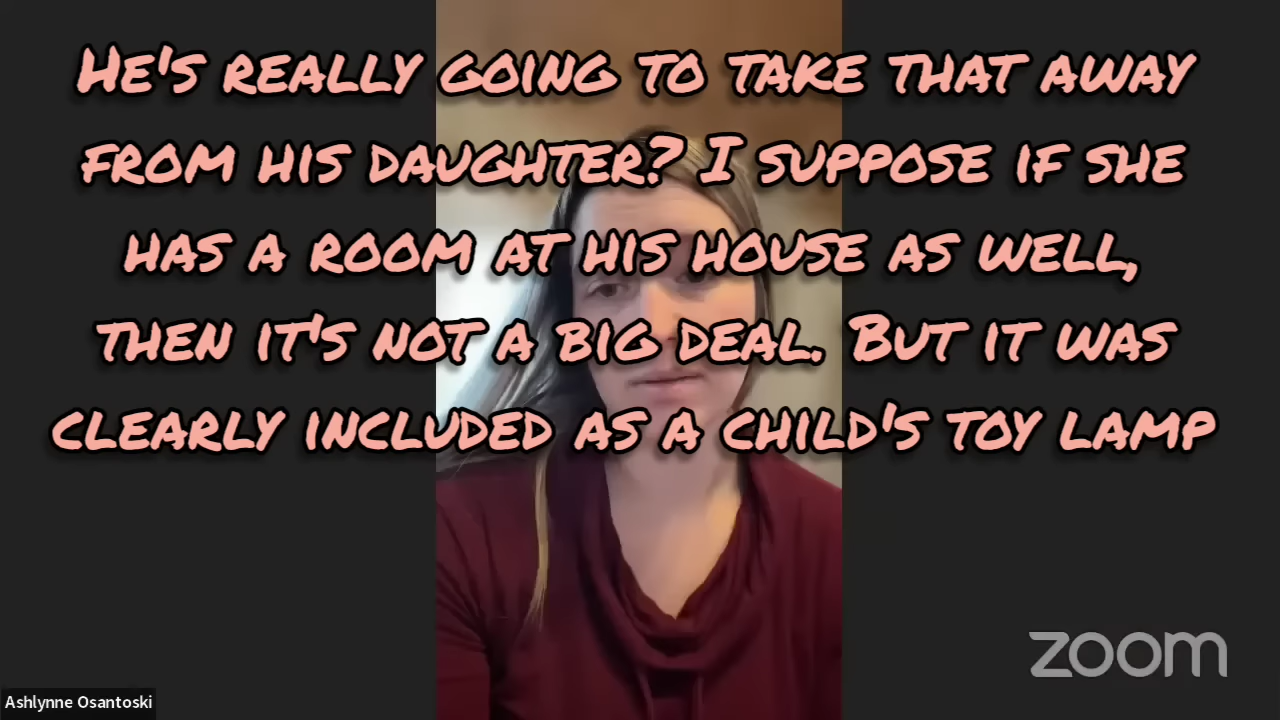 He's really going to take that away
from his daughter? I suppose if she
has a room at his house as well,
then it's not a big deal. But it was
clearly included as a child's toy lamp
zoom
Ashlynne Osantoski